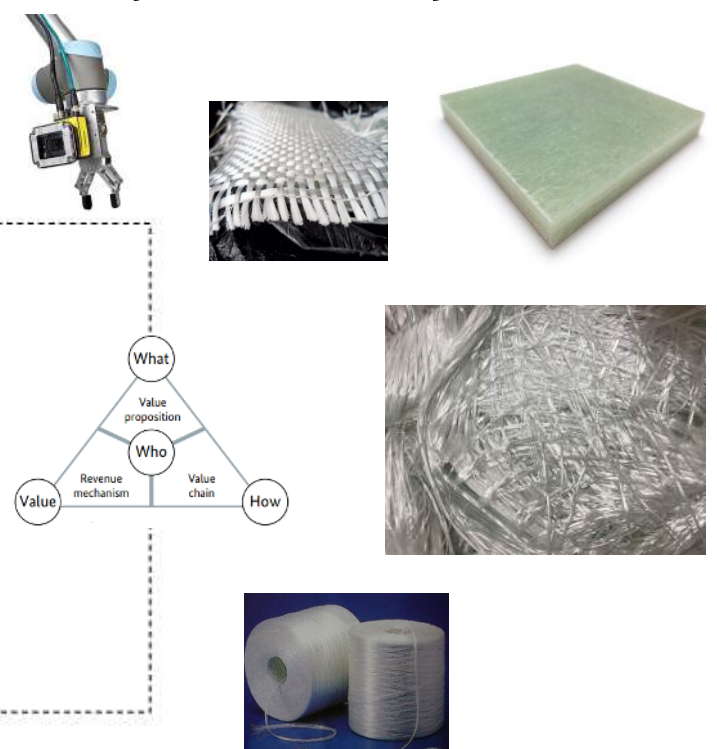 What
Value
proposition
Who
Revenue
mechanism
Value
chain
Value
How